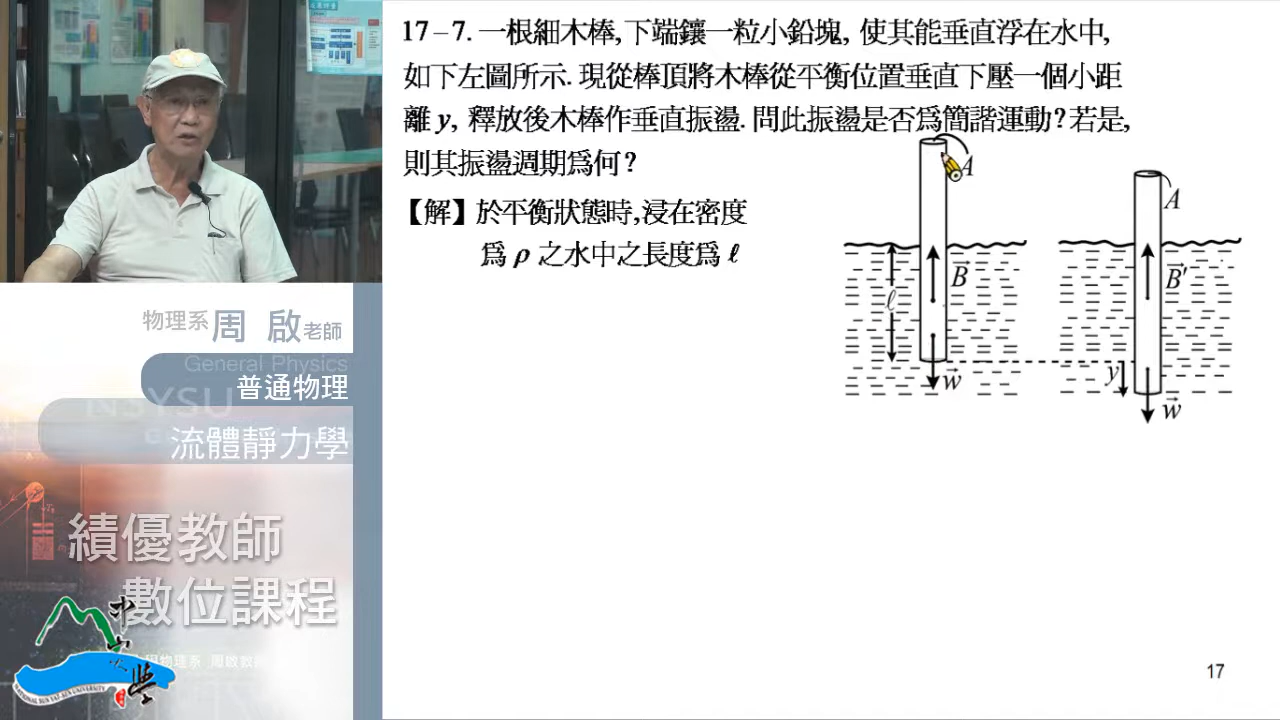 17－7. 一根細木棒, 下端鑲一粒小鉛塊, 使其能垂直浮在水中,
如下左圖所示. 現從棒頂將木棒從平衡位置垂直下壓一個小距
離 y, 釋放後木棒作垂直振盪. 問此振盪是否爲簡諧運動? 若是,
則其振盪週期爲何?
【解】於平衡狀態時, 浸在密度
爲 ρ 之水中之長度爲 ℓ
A
B⃗
ℓ
w⃗
A
B⃗'
y
w⃗
物理系周 啟老師
General Physics
普通物理
NSYSU
流體靜力學
績優教師
數位課程
17